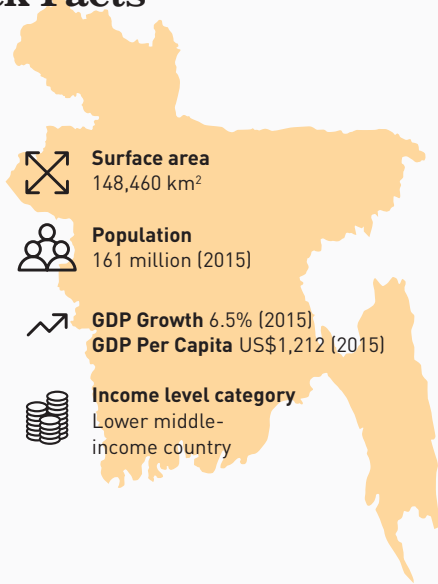 Facts
Surface area
148,460 km²
Population
161 million (2015)
GDP Growth 6.5% (2015)
GDP Per Capita US$1,212 (2015)
Income level category
Lower middle-
income country